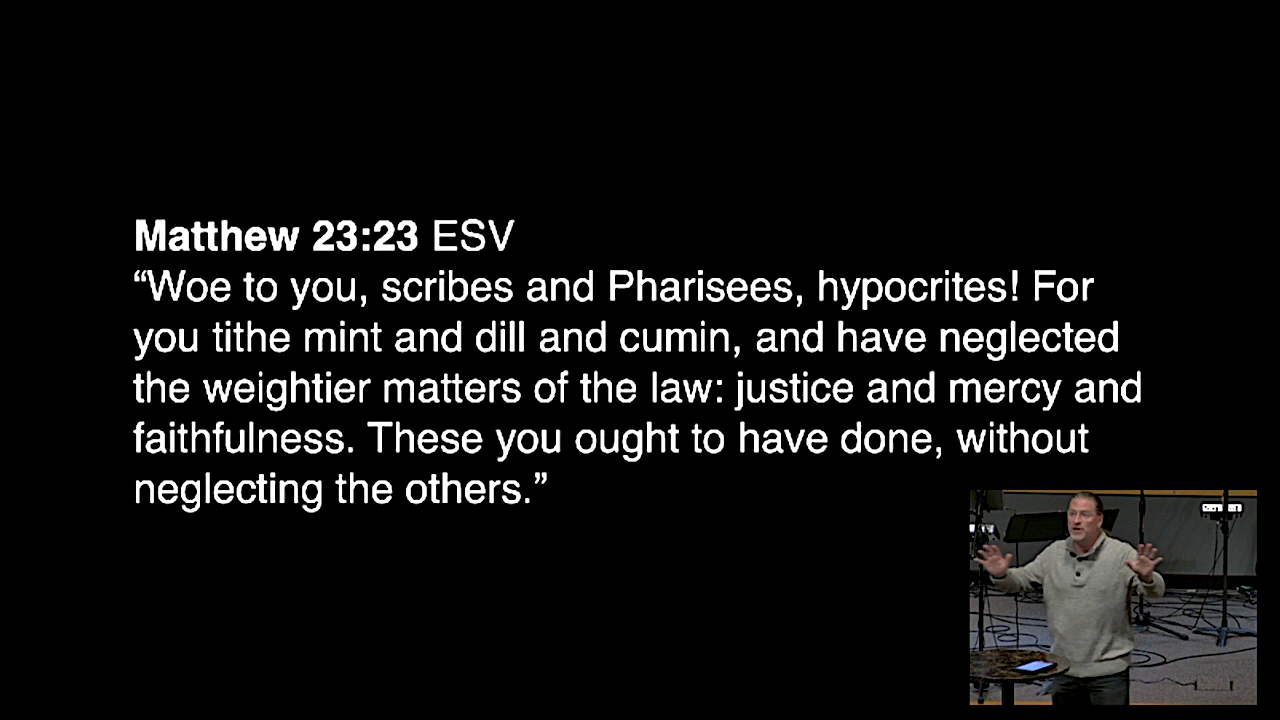 Matthew 23:23 ESV
“Woe to you, scribes and Pharisees, hypocrites! For
you tithe mint and dill and cumin, and have neglected
the weightier matters of the law: justice and mercy and
faithfulness. These you ought to have done, without
neglecting the others.”